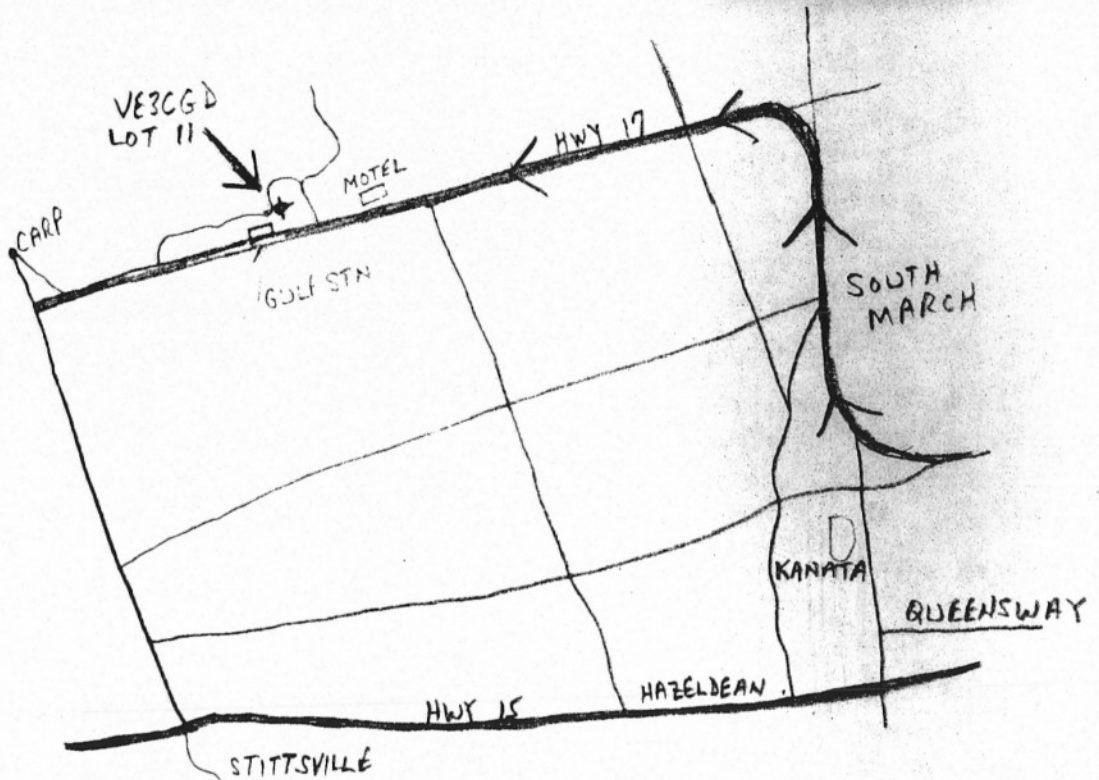 VE3CGD
LOT 11
HWY 17
MOTEL
CARP
GULF STN
SOUTH
MARCH
KANATA
QUEENSWAY
HAZELDEAN
HWY 15
STITTSVILLE